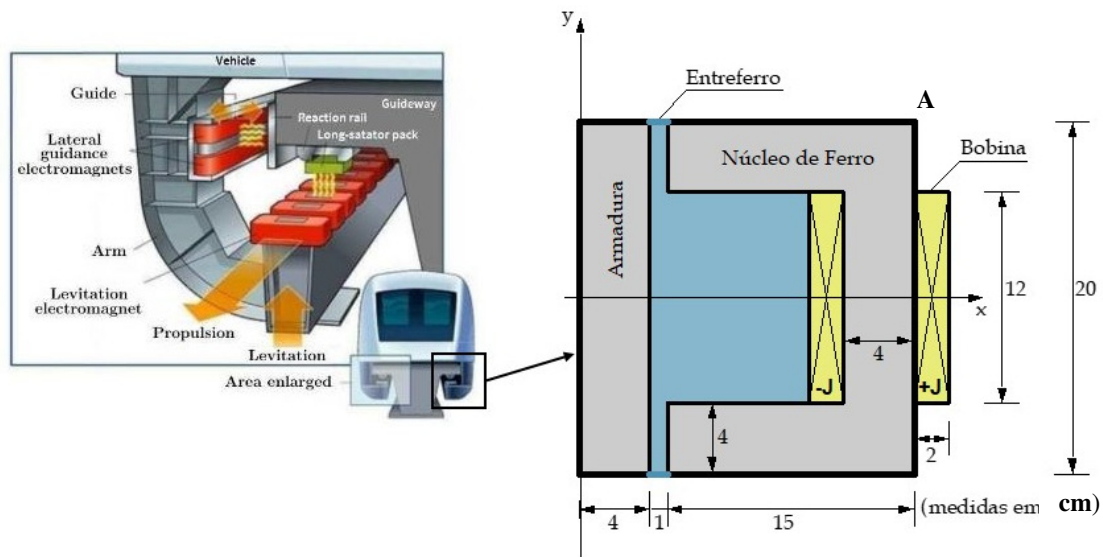 Vehicle
Guide
Guideway
Reaction rail
Long-satator pack
Lateral
guidance
electromagnets
Arm
Levitation
electromagnet
Propulsion
Levitation
Area enlarged
y
Entreferro
A
Núcleo de Ferro
Bobina
Armadura
x
12
20
4
-J
+J
4
2
4
1
15
(medidas em cm)